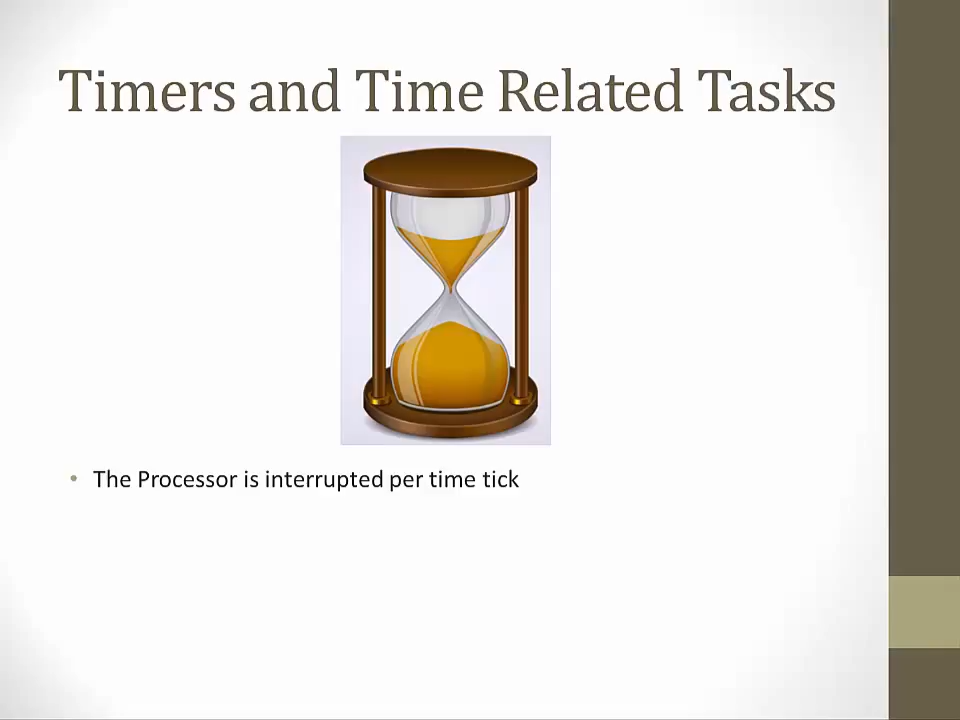 Timers and Time Related Tasks
• The Processor is interrupted per time tick